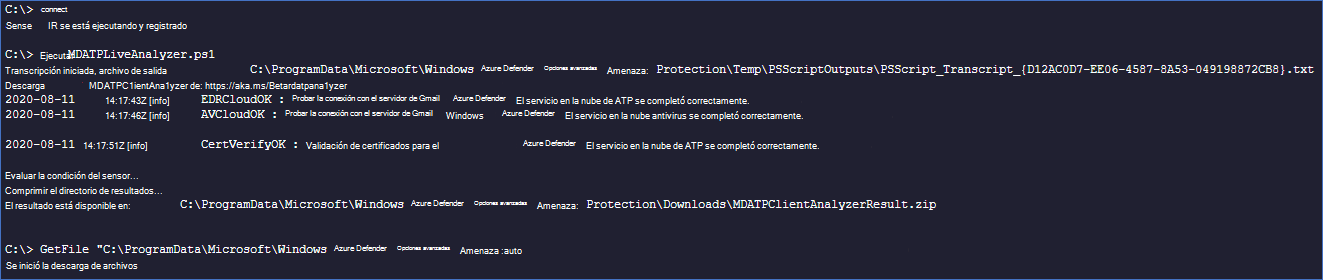 C:\> connect
Sense IR se está ejecutando y registrado
C:\> Ejecutar MDATPLiveAnalyzer.ps1
Transcripción iniciada, archivo de salida C:\ProgramData\Microsoft\Windows Azure Defender Opciones avanzadas Amenaza: Protection\Temp\PSScriptOutputs\PSScript_Transcript_{D12AC0D7-EE06-4587-8A53-049198872CB8}.txt
Descarga MDATPC1ientAna1yzer de: https://aka.ms/Betardatpana1yzer
2020-08-11 14:17:43Z [info] EDRCloudOK : Probar la conexión con el servidor de Gmail Azure Defender El servicio en la nube de ATP se completó correctamente.
2020-08-11 14:17:46Z [info] AVCloudOK : Probar la conexión con el servidor de Gmail Windows Azure Defender El servicio en la nube antivirus se completó correctamente.
2020-08-11 14:17:51Z [info] CertVerifyOK : Validación de certificados para el Azure Defender El servicio en la nube de ATP se completó correctamente.
Evaluar la condición del sensor...
Comprimir el directorio de resultados...
El resultado está disponible en: C:\ProgramData\Microsoft\Windows Azure Defender Opciones avanzadas Amenaza: Protection\Downloads\MDATPClientAnalyzerResult.zip
C:\> GetFile "C:\ProgramData\Microsoft\Windows Azure Defender Opciones avanzadas Amenaza :auto
Se inició la descarga de archivos